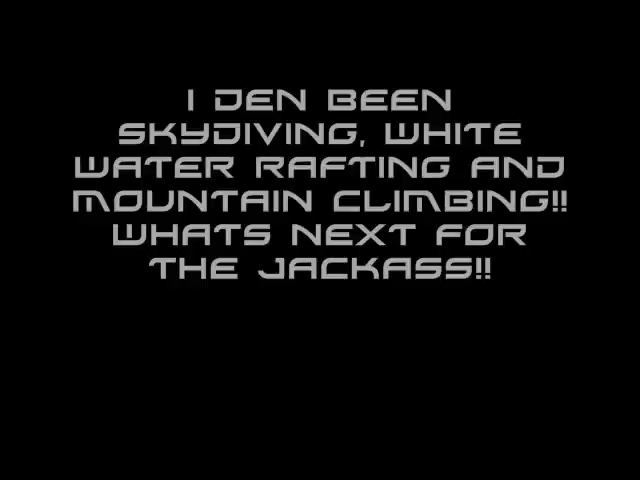 I DEN BEEN
SKYDIVING, WHITE
WATER RAFTING AND
MOUNTAIN CLIMBING!!
WHATS NEXT FOR
THE JACKASS!!